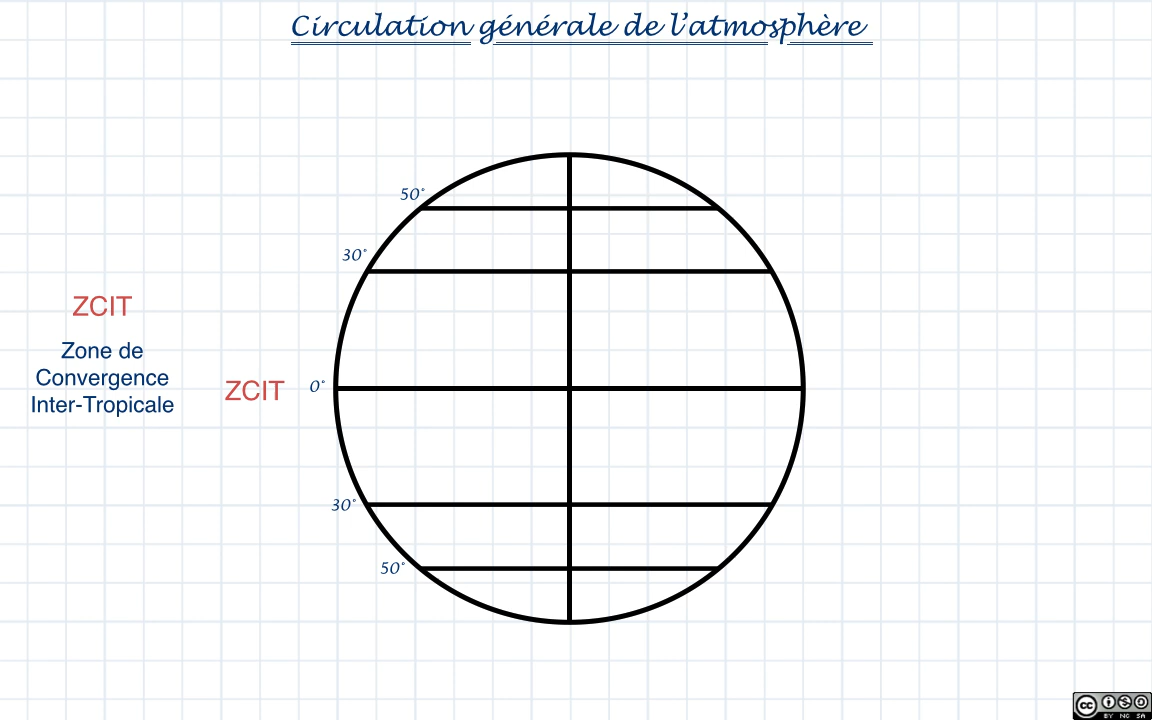 Circulation générale de l'atmosphère
50°
30°
ZCIT
Zone de
Convergence
Inter-Tropicale
ZCIT
0°
30°
50°
cc
BY NC SA